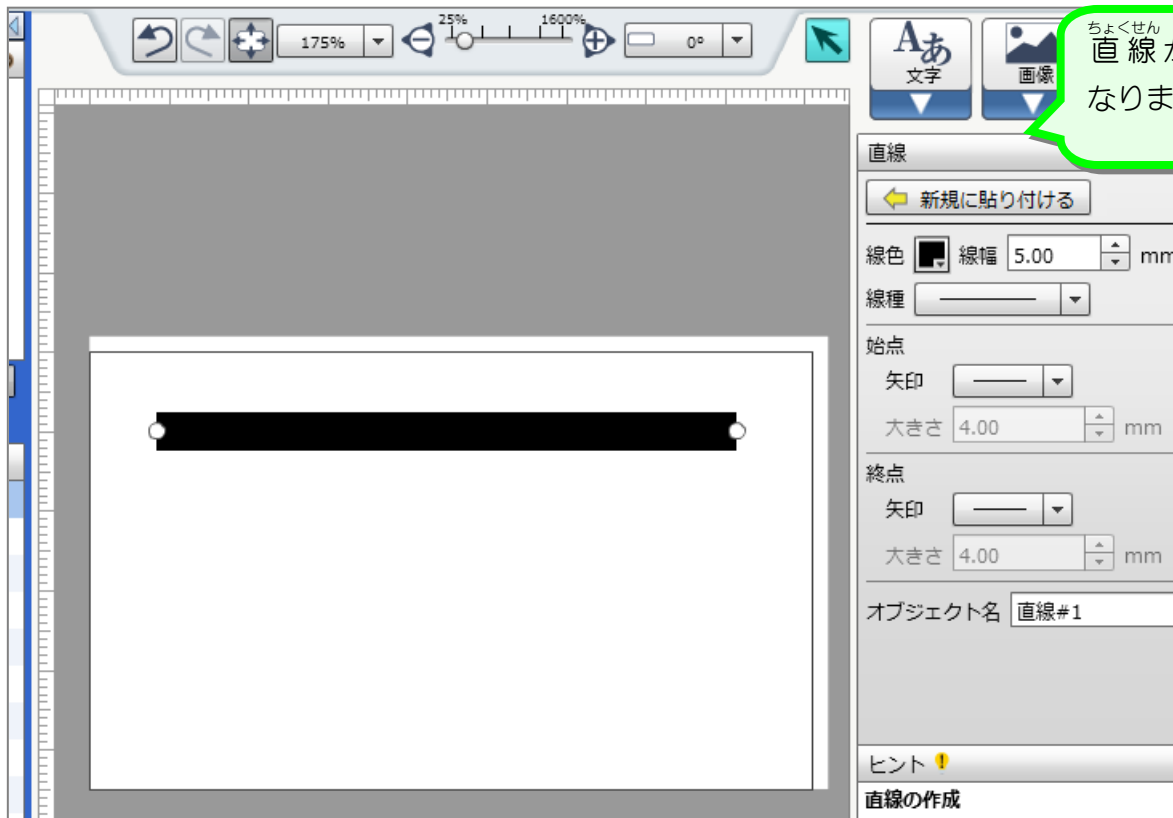 25% 1600%
175%
0°
Aあ
文字
画像
ちょくせん
直線
なりま
直線
新規に貼り付ける
線色 線幅 5.00 mm
線種
始点
矢印
大きさ 4.00 mm
終点
矢印
大きさ 4.00 mm
オブジェクト名 直線#1
ヒント
直線の作成